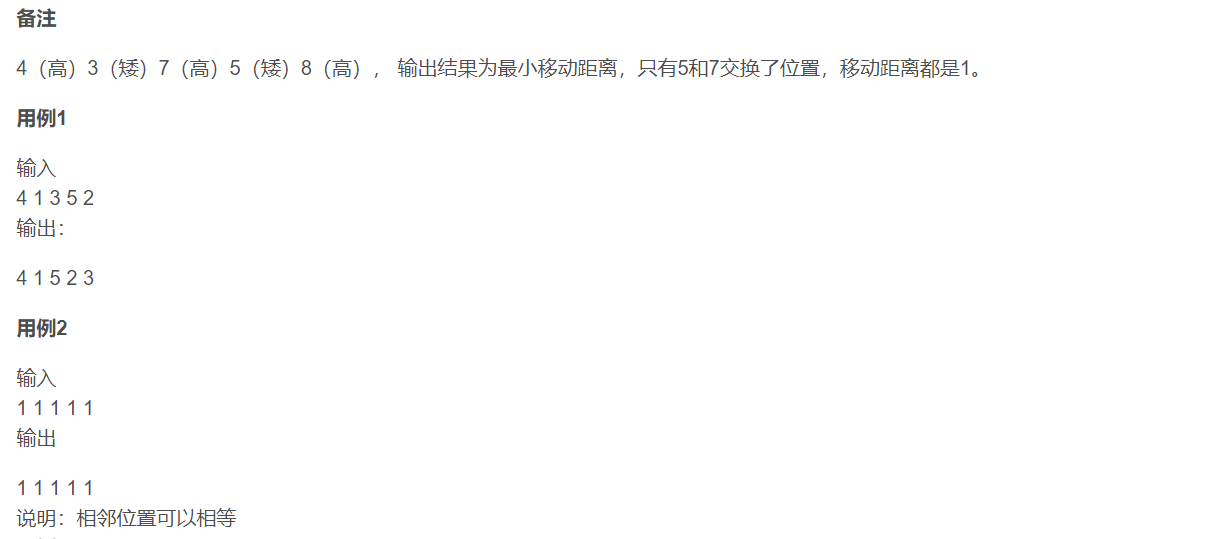 备注
4（高）3（矮）7（高）5（矮）8（高）， 输出结果为最小移动距离，只有5和7交换了位置，移动距离都是1。
用例1
输入
4 1 3 5 2
输出：
4 1 5 2 3
用例2
输入
1 1 1 1 1
输出
1 1 1 1 1
说明：相邻位置可以相等